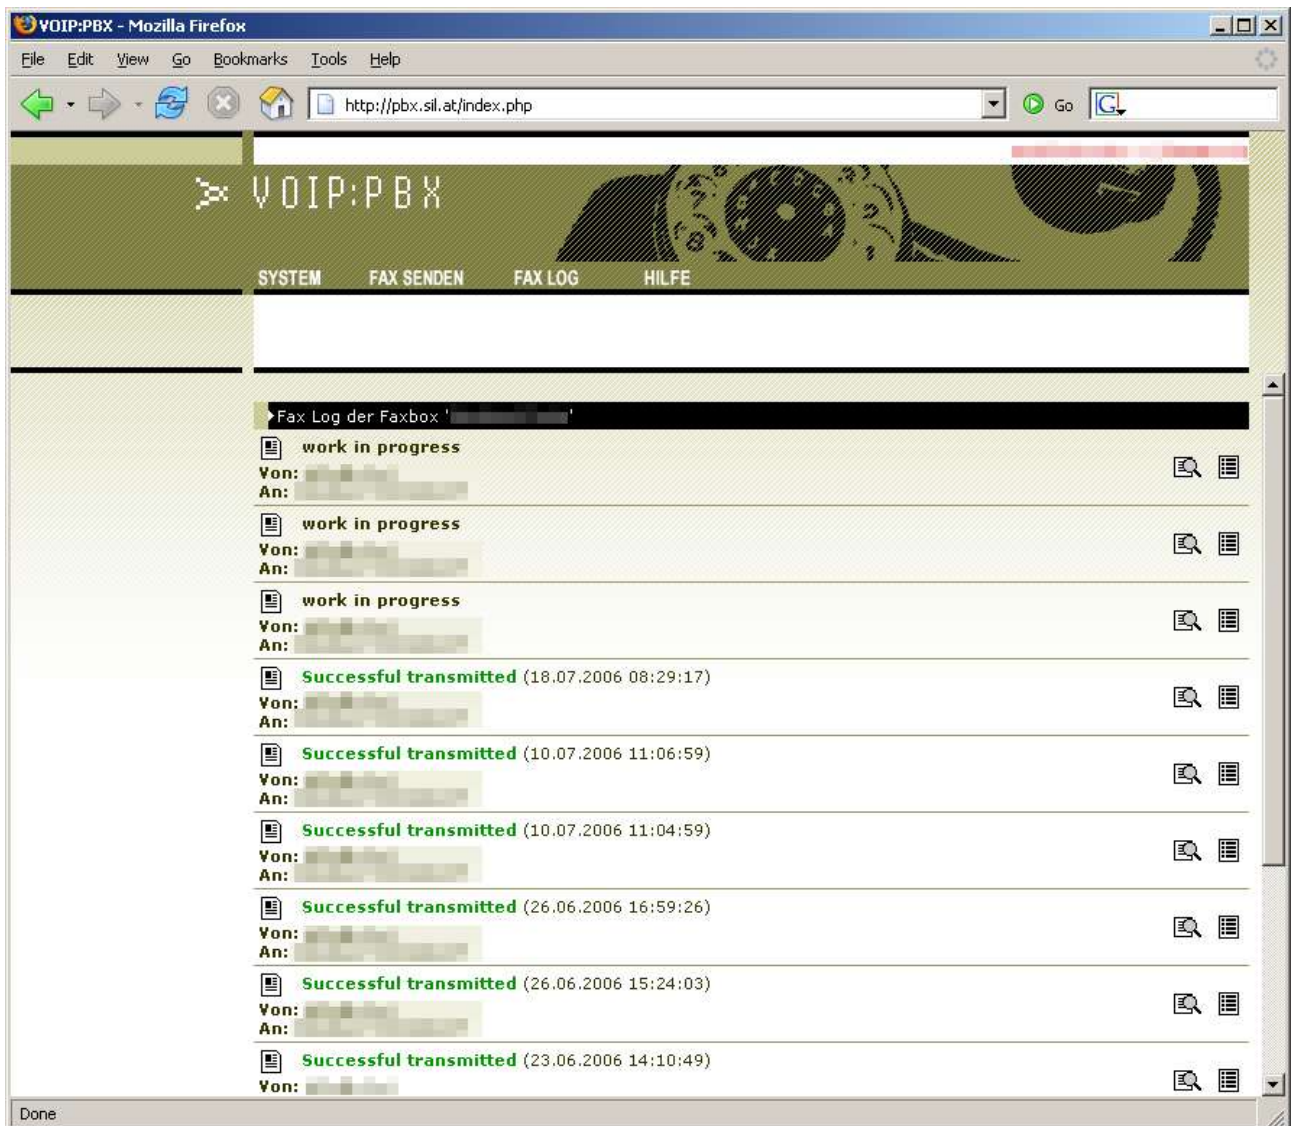 VOIP:PBX - Mozilla Firefox
File Edit View Go Bookmarks Tools Help
http://pbx.sil.at/index.php Go G
VOIP:PBX
SYSTEM FAX SENDEN FAX LOG HILFE
Fax Log der Faxbox ' '
work in progress
Von:
An:
work in progress
Von:
An:
work in progress
Von:
An:
Successful transmitted (18.07.2006 08:29:17)
Von:
An:
Successful transmitted (10.07.2006 11:06:59)
Von:
An:
Successful transmitted (10.07.2006 11:04:59)
Von:
An:
Successful transmitted (26.06.2006 16:59:26)
Von:
An:
Successful transmitted (26.06.2006 15:24:03)
Von:
An:
Successful transmitted (23.06.2006 14:10:49)
Von:
Done